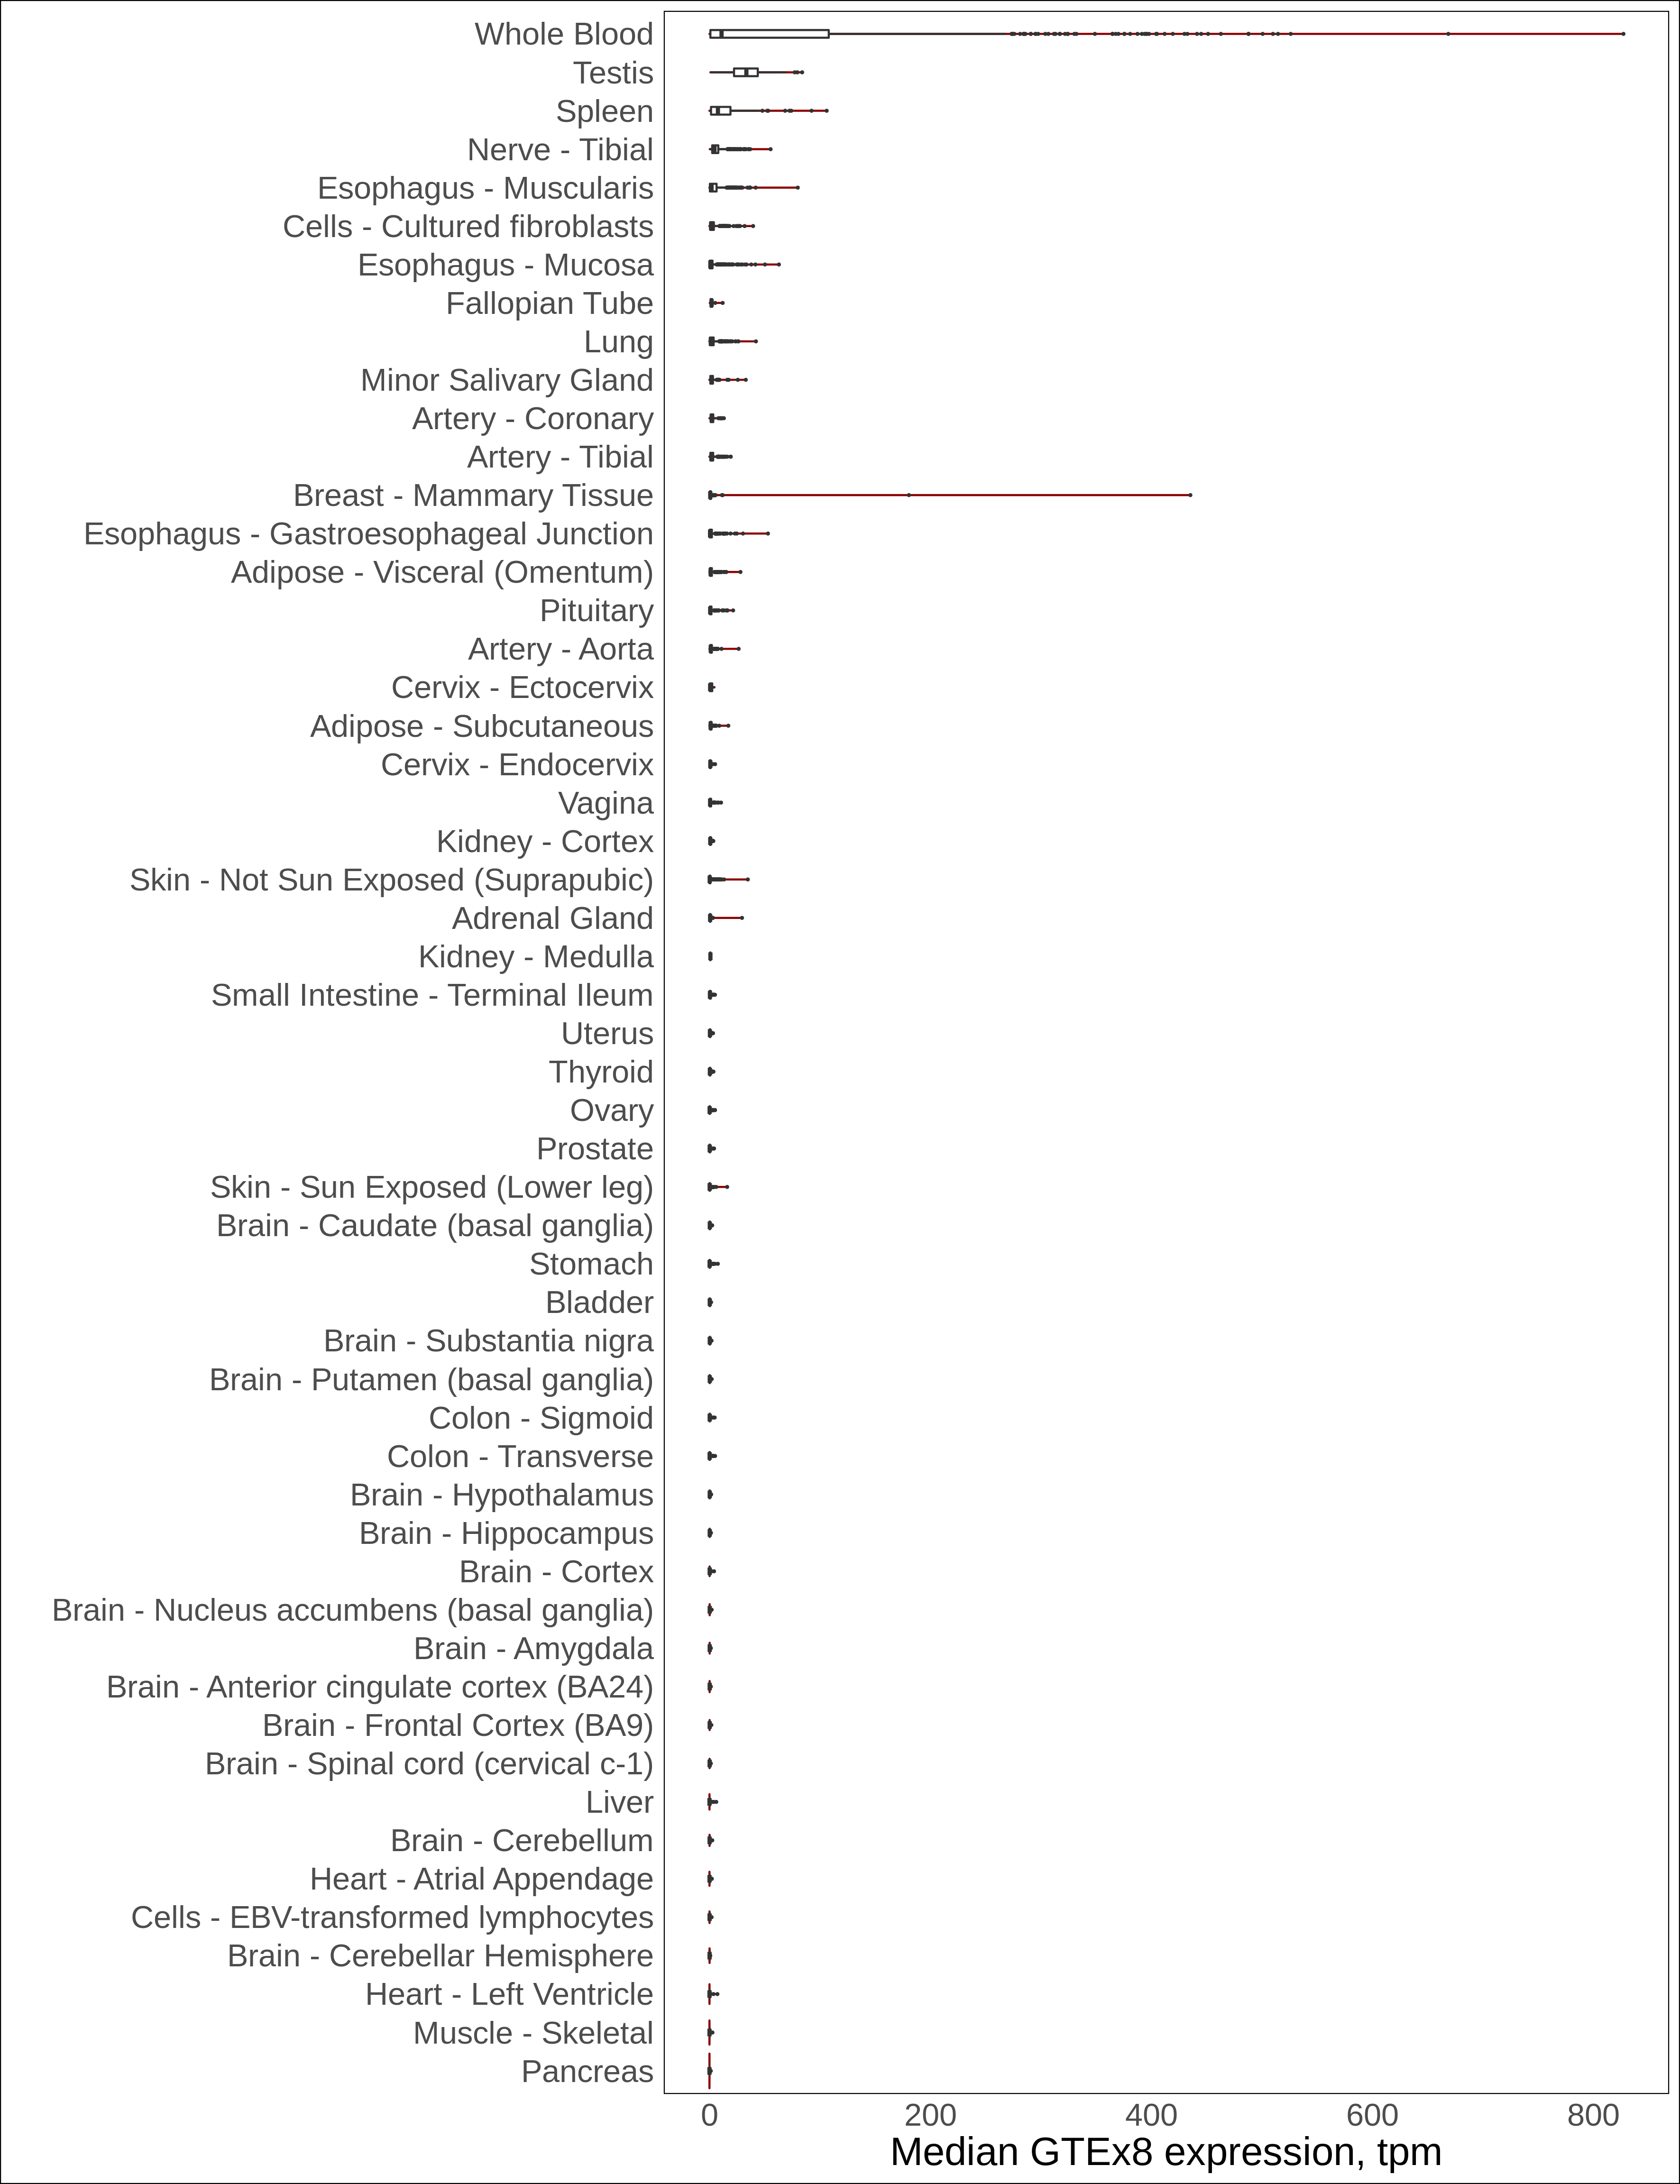 Whole Blood
Testis
Spleen
Nerve - Tibial
Esophagus - Muscularis
Cells - Cultured fibroblasts
Esophagus - Mucosa
Fallopian Tube
Lung
Minor Salivary Gland
Artery - Coronary
Artery - Tibial
Breast - Mammary Tissue
Esophagus - Gastroesophageal Junction
Adipose - Visceral (Omentum)
Pituitary
Artery - Aorta
Cervix - Ectocervix
Adipose - Subcutaneous
Cervix - Endocervix
Vagina
Kidney - Cortex
Skin - Not Sun Exposed (Suprapubic)
Adrenal Gland
Kidney - Medulla
Small Intestine - Terminal Ileum
Uterus
Thyroid
Ovary
Prostate
Skin - Sun Exposed (Lower leg)
Brain - Caudate (basal ganglia)
Stomach
Bladder
Brain - Substantia nigra
Brain - Putamen (basal ganglia)
Colon - Sigmoid
Colon - Transverse
Brain - Hypothalamus
Brain - Hippocampus
Brain - Cortex
Brain - Nucleus accumbens (basal ganglia)
Brain - Amygdala
Brain - Anterior cingulate cortex (BA24)
Brain - Frontal Cortex (BA9)
Brain - Spinal cord (cervical c-1)
Liver
Brain - Cerebellum
Heart - Atrial Appendage
Cells - EBV-transformed lymphocytes
Brain - Cerebellar Hemisphere
Heart - Left Ventricle
Muscle - Skeletal
Pancreas
0 200 400 600 800
Median GTEx8 expression, tpm